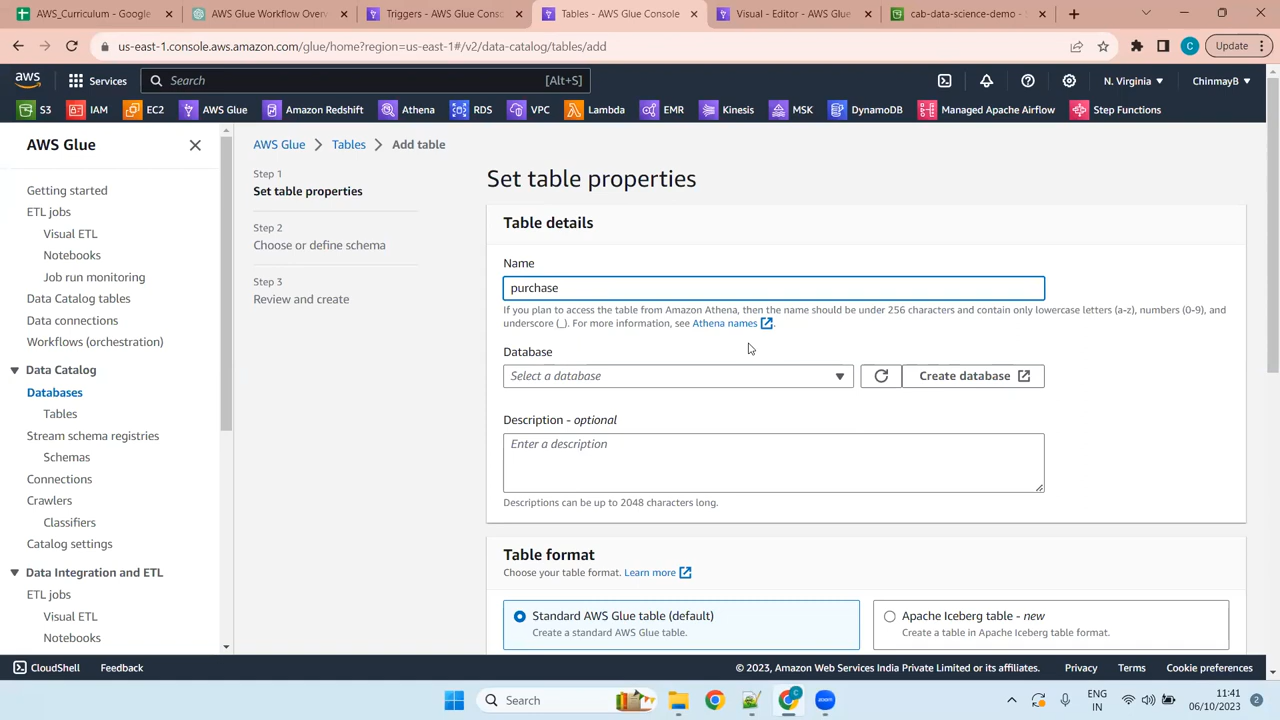 AWS_Curriculum - Google
AWS Glue Workflow Overv
Triggers - AWS Glue Conso
Tables - AWS Glue Console
Visual - Editor - AWS Glue
cab-data-science-demo -
us-east-1.console.aws.amazon.com/glue/home?region=us-east-1#/v2/data-catalog/tables/add
C
Update
aws
Services
Search
[Alt+S]
N. Virginia
ChinmayB
S3
IAM
EC2
AWS Glue
Amazon Redshift
Athena
RDS
VPC
Lambda
EMR
Kinesis
MSK
DynamoDB
Managed Apache Airflow
Step Functions
AWS Glue
Getting started
ETL jobs
Visual ETL
Notebooks
Job run monitoring
Data Catalog tables
Data connections
Workflows (orchestration)
Data Catalog
Databases
Tables
Stream schema registries
Schemas
Connections
Crawlers
Classifiers
Catalog settings
Data Integration and ETL
ETL jobs
Visual ETL
Notebooks
AWS Glue > Tables > Add table
Step 1
Set table properties
Step 2
Choose or define schema
Step 3
Review and create
Set table properties
Table details
Name
purchase
If you plan to access the table from Amazon Athena, then the name should be under 256 characters and contain only lowercase letters (a-z), numbers (0-9), and
underscore (_). For more information, see Athena names.
Database
Select a database
Create database
Description - optional
Enter a description
Descriptions can be up to 2048 characters long.
Table format
Choose your table format. Learn more
Standard AWS Glue table (default)
Create a standard AWS Glue table.
Apache Iceberg table - new
Create a table in Apache Iceberg table format.
CloudShell
Feedback
© 2023, Amazon Web Services India Private Limited or its affiliates.
Privacy
Terms
Cookie preferences
Search
ENG
IN
11:41
06/10/2023
2